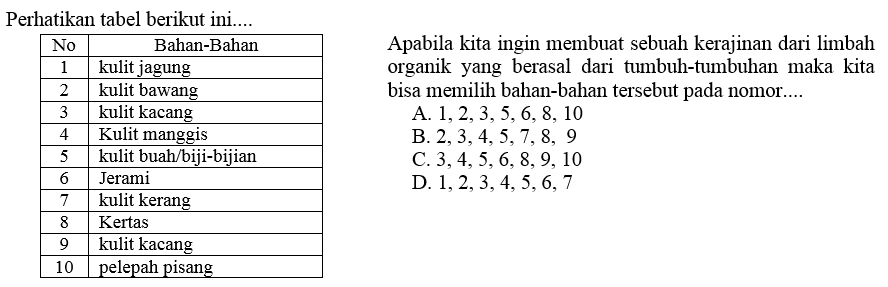 Perhatikan tabel berikut ini....
No Bahan-Bahan
1 kulit jagung
2 kulit bawang
3 kulit kacang
4 Kulit manggis
5 kulit buah/biji-bijian
6 Jerami
7 kulit kerang
8 Kertas
9 kulit kacang
10 pelepah pisang
Apabila kita ingin membuat sebuah kerajinan dari limbah
organik yang berasal dari tumbuh-tumbuhan maka kita
bisa memilih bahan-bahan tersebut pada nomor....
A. 1, 2, 3, 5, 6, 8, 10
B. 2, 3, 4, 5, 7, 8, 9
C. 3, 4, 5, 6, 8, 9, 10
D. 1, 2, 3, 4, 5, 6, 7